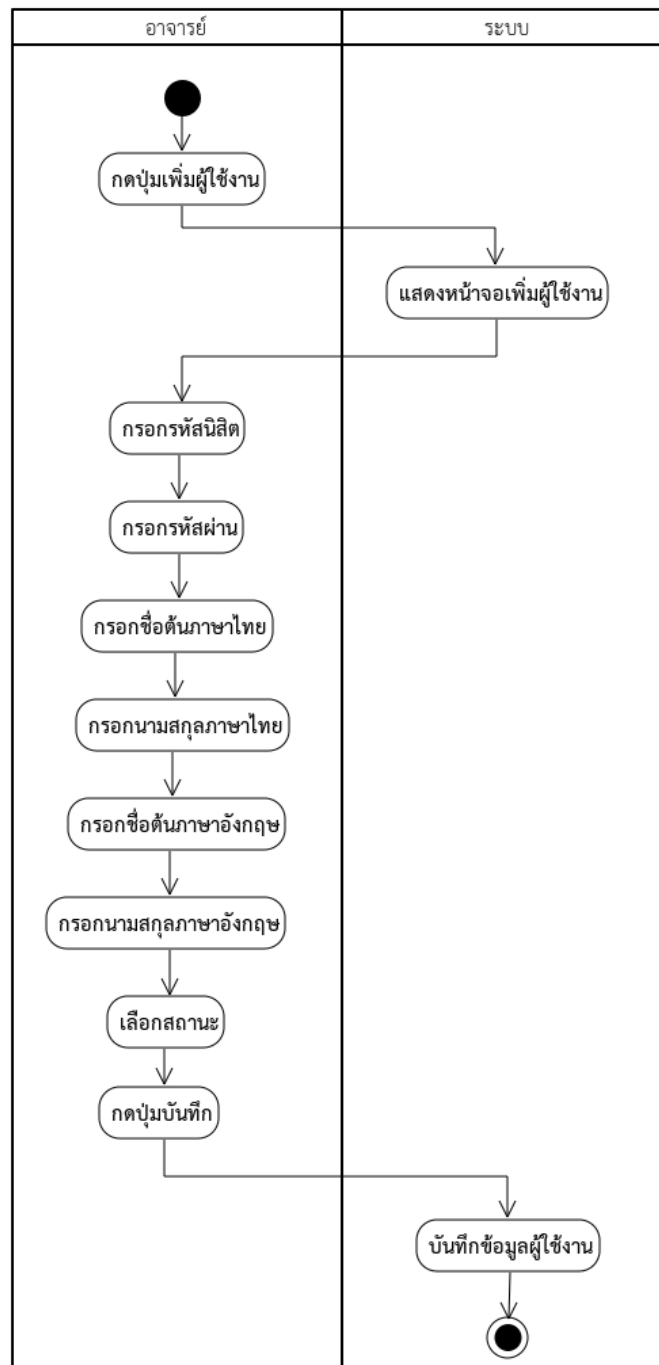 อาจารย์
ระบบ
กดปุ่มเพิ่มผู้ใช้งาน
แสดงหน้าจอเพิ่มผู้ใช้งาน
กรอกรหัสนิสิต
กรอกรหัสผ่าน
กรอกชื่อต้นภาษาไทย
กรอกนามสกุลภาษาไทย
กรอกชื่อต้นภาษาอังกฤษ
กรอกนามสกุลภาษาอังกฤษ
เลือกสถานะ
กดปุ่มบันทึก
บันทึกข้อมูลผู้ใช้งาน